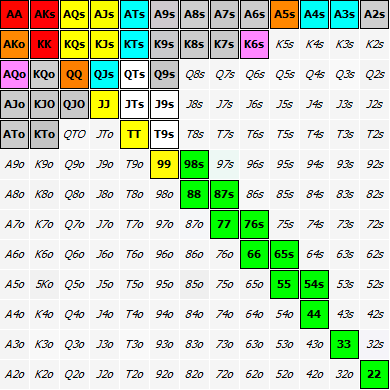 AA AKs AQs AJs ATs A9s A8s A7s A6s A5s A4s A3s A2s
AKo KK KQs KJs KTs K9s K8s K7s K6s K5s K4s K3s K2s
AQo KQo QQ QJs QTs Q9s Q8s Q7s Q6s Q5s Q4s Q3s Q2s
AJo KJO QJO JJ JTs J9s J8s J7s J6s J5s J4s J3s J2s
ATo KTo QTO JTo TT T9s T8s T7s T6s T5s T4s T3s T2s
A9o K9o Q9o J9o T9o 99 98s 97s 96s 95s 94s 93s 92s
A8o K8o Q8o J8o T8o 98o 88 87s 86s 85s 84s 83s 82s
A7o K7o Q7o J7o T7o 97o 87o 77 76s 75s 74s 73s 72s
A6o K6o Q6o J6o T6o 96o 86o 76o 66 65s 64s 63s 62s
A5o 5Ko Q5o J5o T5o 95o 85o 75o 65o 55 54s 53s 52s
A4o K4o Q4o J4o T4o 94o 84o 74o 64o 54o 44 43s 42s
A3o K3o Q3o J3o T3o 93o 83o 73o 63o 53o 43o 33 32s
A2o K2o Q2o J2o T2o 92o 82o 72o 62o 52o 42o 32o 22